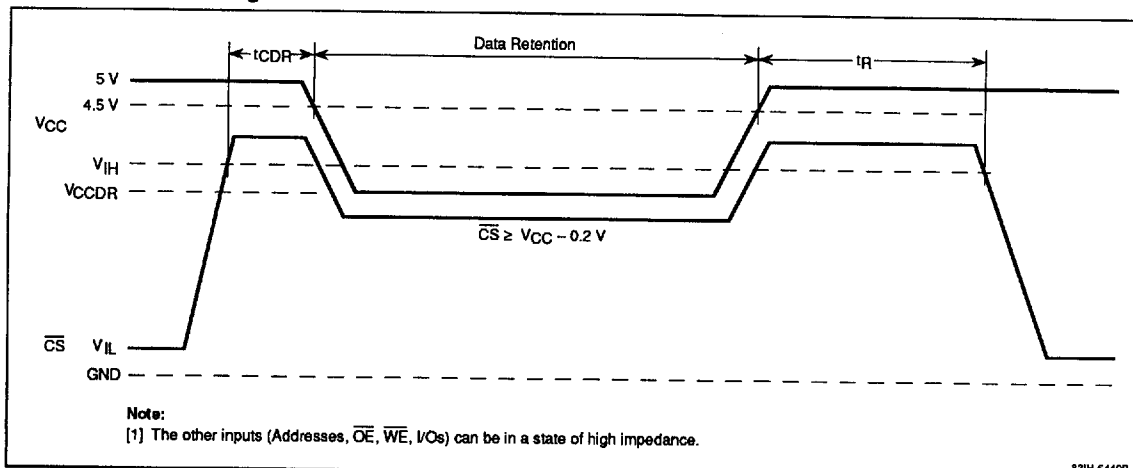 tCDR
Data Retention
tR
5 V
4.5 V
VCC
VIH
VCCDR
CS ≥ VCC – 0.2 V
CS VIL
GND
Note:
[1] The other inputs (Addresses, OE, WE, I/Os) can be in a state of high impedance.